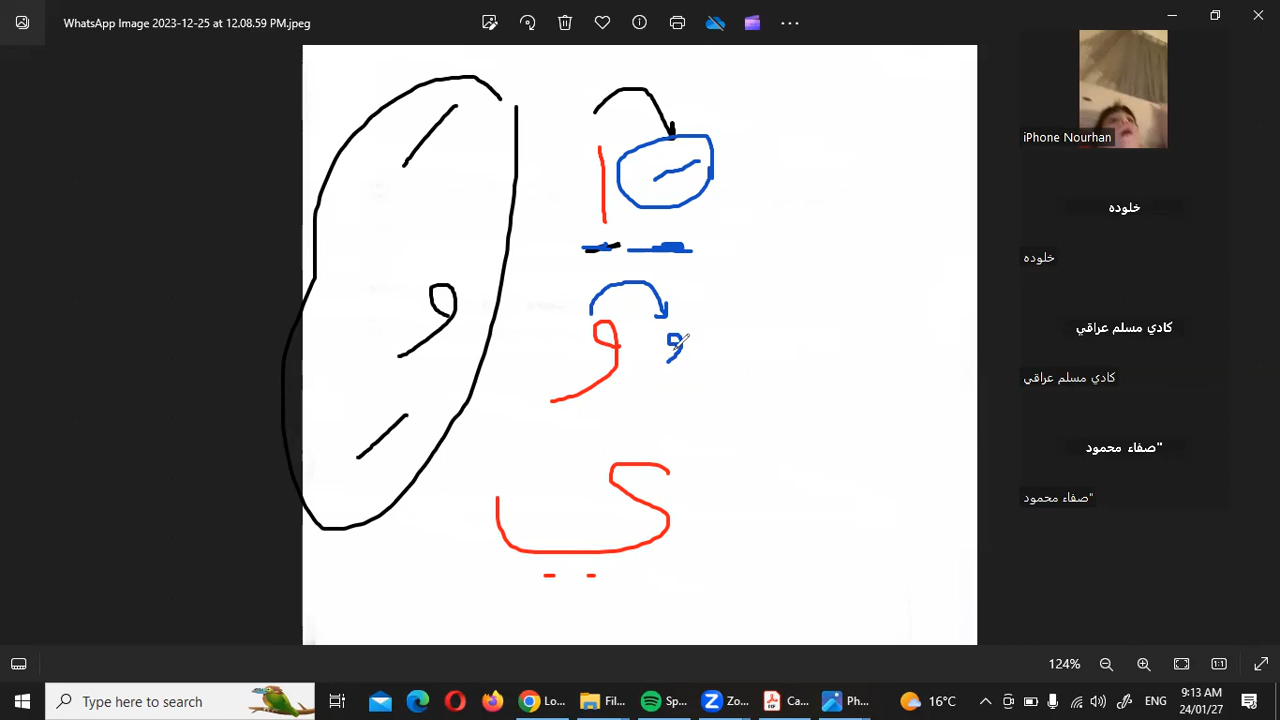 WhatsApp Image 2023-12-25 at 12.08.59 PM.jpeg
iPhone Nourhan
خلوده
خلوده
كادي مسلم عراقي
كادي مسلم عراقي
صفاء محمود"
صفاء محمود"
ا َ
و ُ
و ُ
ي
124%
1:1
Type here to search
Lo...
Fil...
Sp...
Zo...
Ca...
Ph...
16°C
ENG
9:13 AM
24/01/27